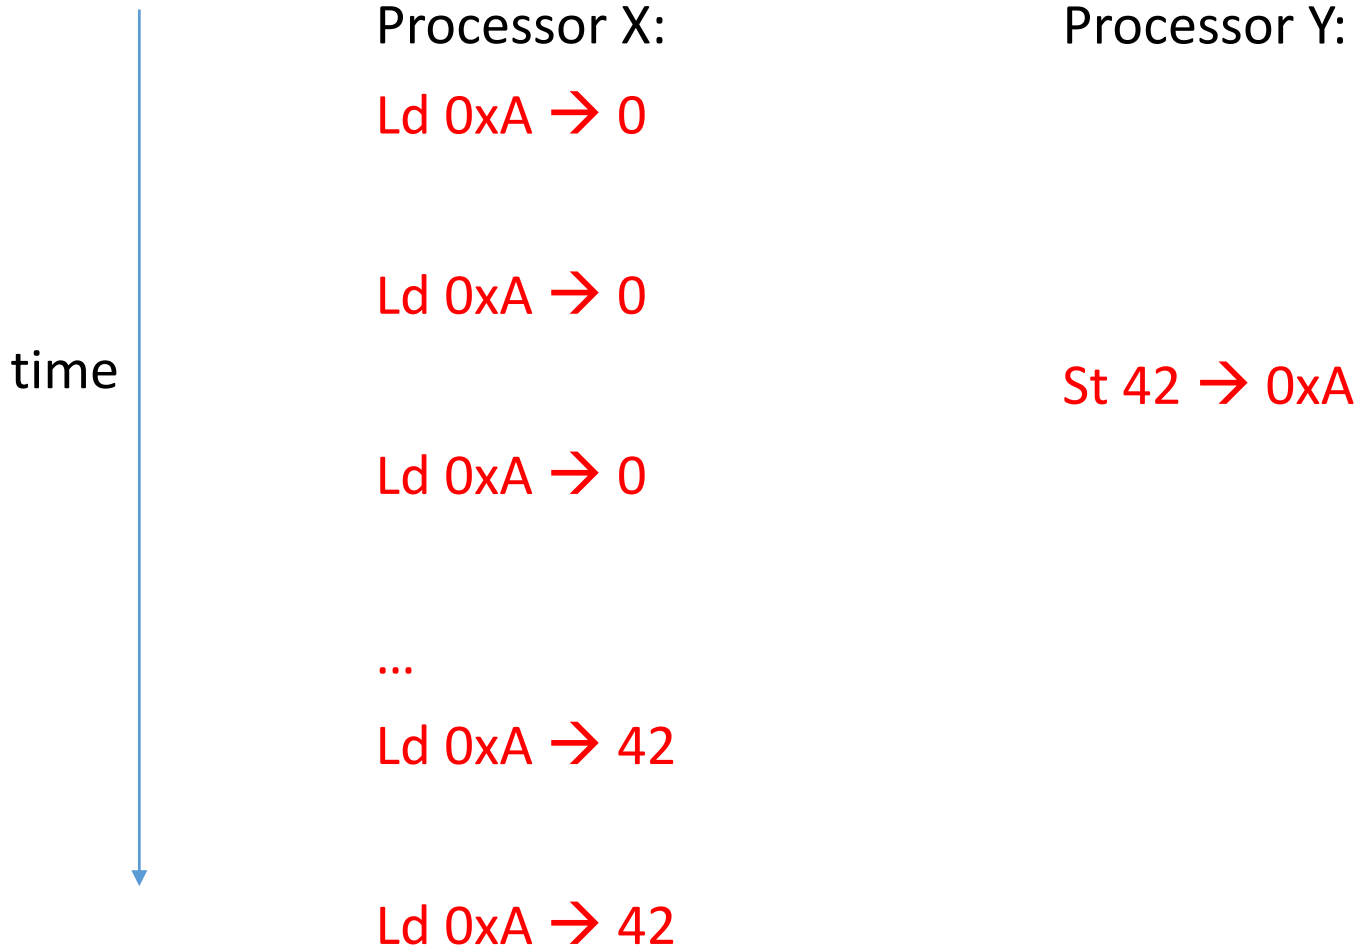 Processor X:
Processor Y:
Ld 0xA → 0
Ld 0xA → 0
time
St 42 → 0xA
Ld 0xA → 0
...
Ld 0xA → 42
Ld 0xA → 42